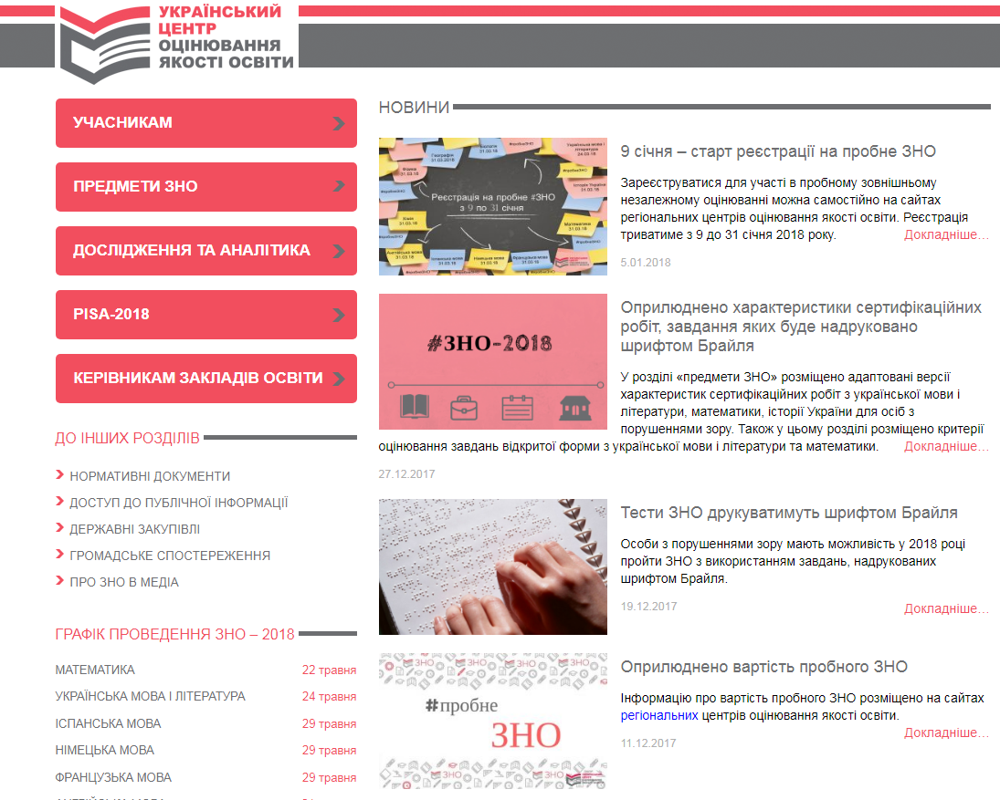 УКРАЇНСЬКИЙ
ЦЕНТР
ОЦІНЮВАННЯ
ЯКОСТІ ОСВІТИ
УЧАСНИКАМ
ПРЕДМЕТИ ЗНО
ДОСЛІДЖЕННЯ ТА АНАЛІТИКА
PISA-2018
КЕРІВНИКАМ ЗАКЛАДІВ ОСВІТИ
ДО ІНШИХ РОЗДІЛІВ
НОРМАТИВНІ ДОКУМЕНТИ
ДОСТУП ДО ПУБЛІЧНОЇ ІНФОРМАЦІЇ
ДЕРЖАВНІ ЗАКУПІВЛІ
ГРОМАДСЬКЕ СПОСТЕРЕЖЕННЯ
ПРО ЗНО В МЕДІА
ГРАФІК ПРОВЕДЕННЯ ЗНО – 2018
МАТЕМАТИКА 22 травня
УКРАЇНСЬКА МОВА І ЛІТЕРАТУРА 24 травня
ІСПАНСЬКА МОВА 29 травня
НІМЕЦЬКА МОВА 29 травня
ФРАНЦУЗЬКА МОВА 29 травня
НОВИНИ
Реєстрація на пробне #ЗНО
з 9 по 31 січня
9 січня – старт реєстрації на пробне ЗНО
Зареєструватися для участі в пробному зовнішньому
незалежному оцінюванні можна самостійно на сайтах
регіональних центрів оцінювання якості освіти. Реєстрація
триватиме з 9 до 31 січня 2018 року. Докладніше...
5.01.2018
#ЗНО-2018
Оприлюднено характеристики сертифікаційних
робіт, завдання яких буде надруковано
шрифтом Брайля
У розділі «предмети ЗНО» розміщено адаптовані версії
характеристик сертифікаційних робіт з української мови і
літератури, математики, історії України для осіб з
порушеннями зору. Також у цьому розділі розміщено критерії
оцінювання завдань відкритої форми з української мови і літератури та математики. Докладніше...
27.12.2017
Тести ЗНО друкуватимуть шрифтом Брайля
Особи з порушеннями зору мають можливість у 2018 році
пройти ЗНО з використанням завдань, надрукованих
шрифтом Брайля.
19.12.2017 Докладніше...
#пробне
ЗНО
Оприлюднено вартість пробного ЗНО
Інформацію про вартість пробного ЗНО розміщено на сайтах
регіональних центрів оцінювання якості освіти.
Докладніше...
11.12.2017